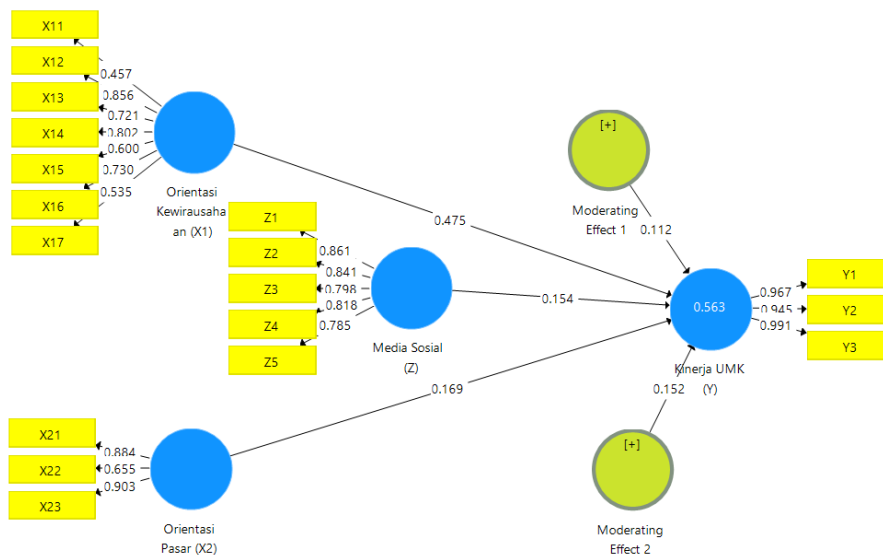 X11
X12
X13
X14
X15
X16
X17
0.457
0.856
0.721
0.802
0.600
0.730
0.535
Orientasi
Kewirausaha
an (X1)
Z1
Z2
Z3
Z4
Z5
0.861
0.841
0.798
0.818
0.785
Media Sosial
(Z)
X21
X22
X23
0.884
0.655
0.903
Orientasi
Pasar (X2)
0.475
0.154
0.169
[+]
Moderating
Effect 1
0.112
0.563
Kinerja UMK
(Y)
0.152
[+]
Moderating
Effect 2
0.967
0.945
0.991
Y1
Y2
Y3